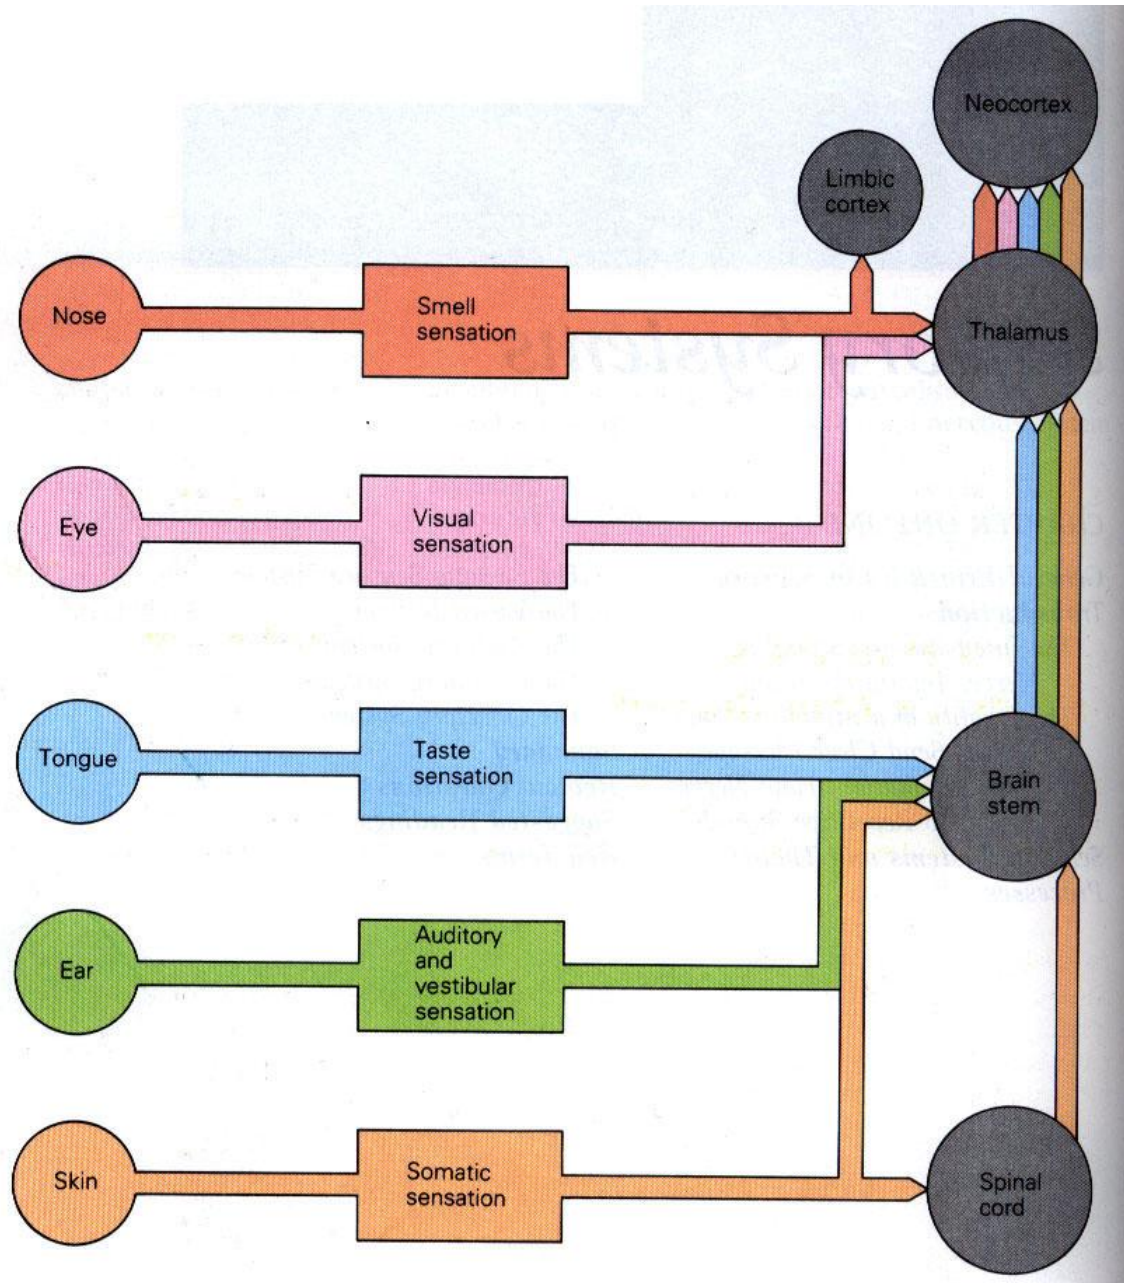 Neocortex
Limbic
cortex
Nose
Smell
sensation
Thalamus
Eye
Visual
sensation
Tongue
Taste
sensation
Brain
stem
Ear
Auditory
and
vestibular
sensation
Skin
Somatic
sensation
Spinal
cord